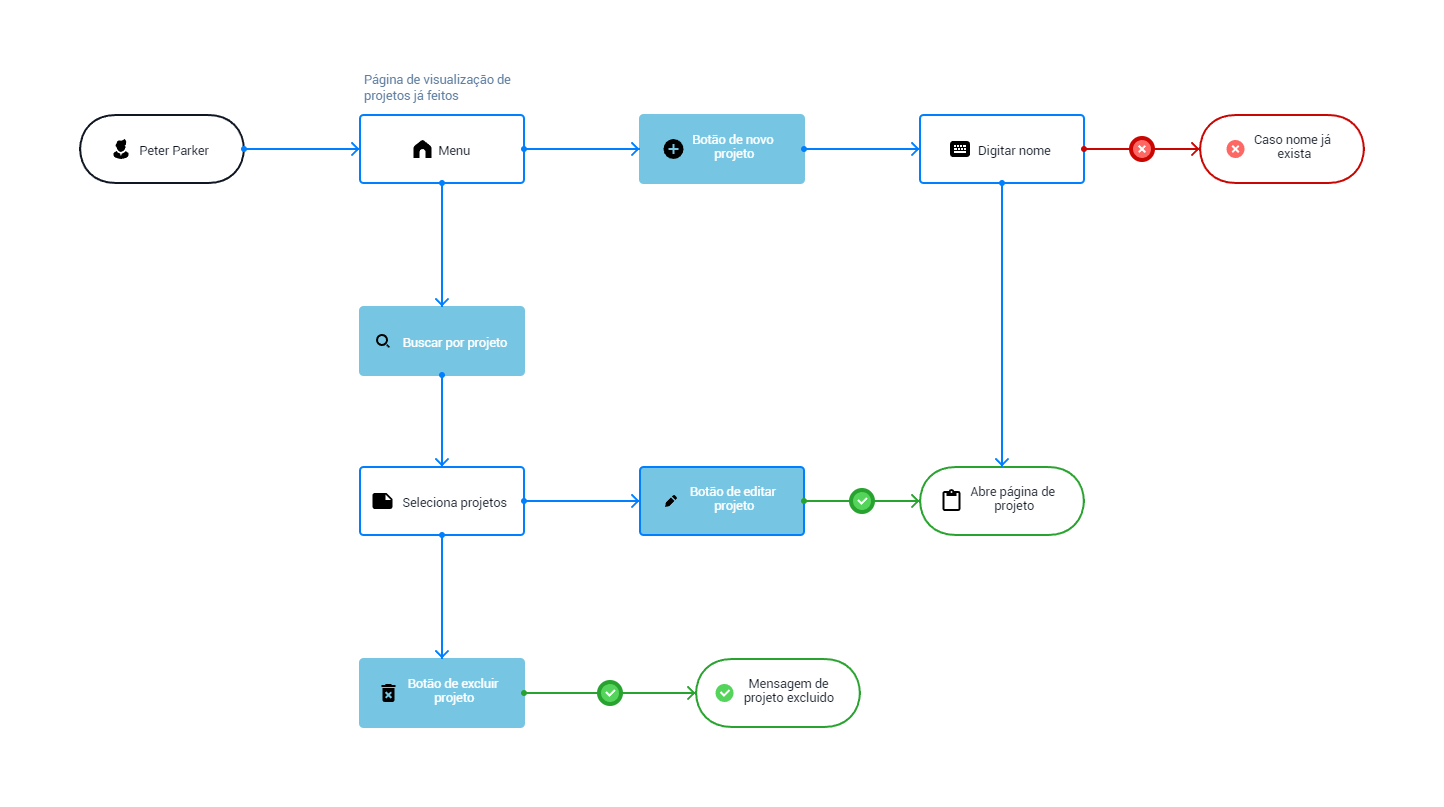 Página de visualização de
projetos já feitos
Peter Parker
Menu
Botão de novo
projeto
Digitar nome
Caso nome já
exista
Buscar por projeto
Seleciona projetos
Botão de editar
projeto
Abre página de
projeto
Botão de excluir
projeto
Mensagem de
projeto excluido